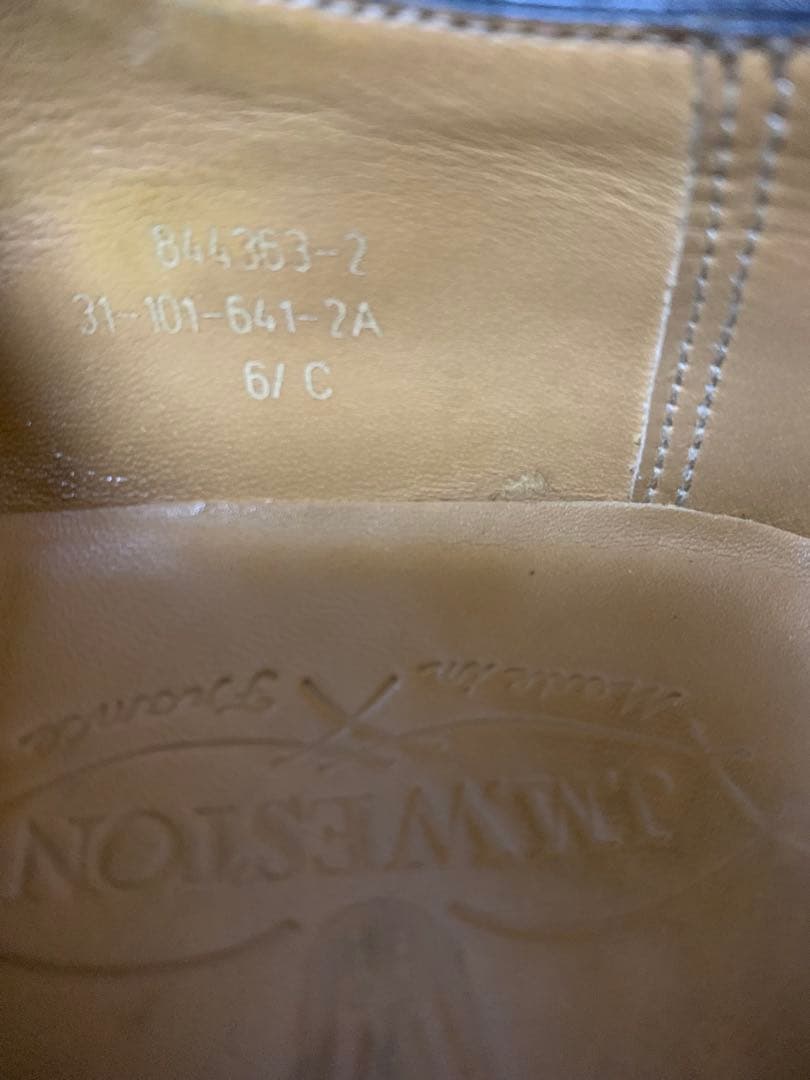 844363-2
31-101-641-2A
6/ C
Made in France
J.M. WESTON